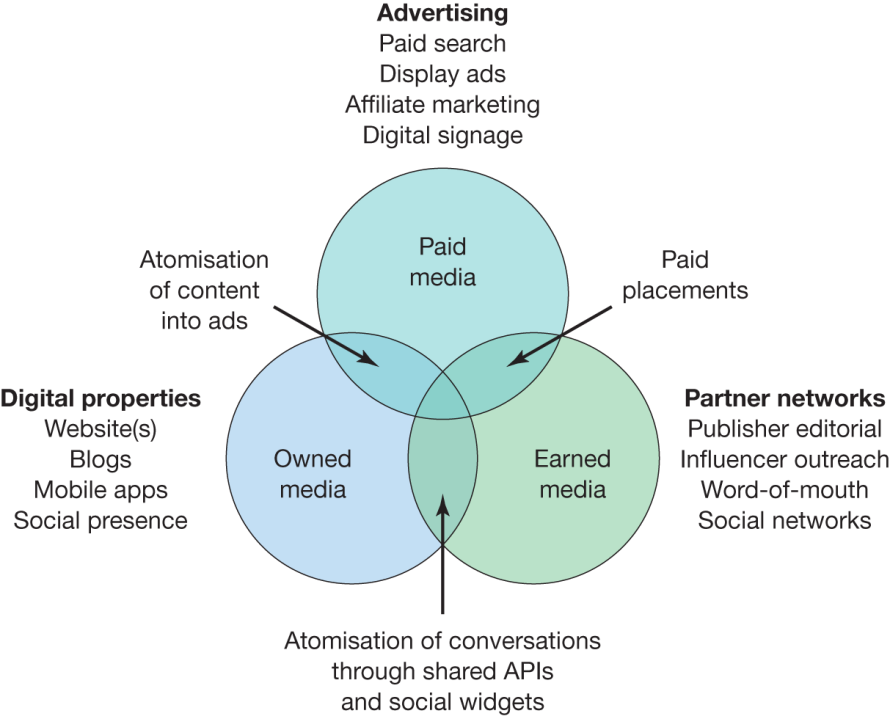 Advertising
Paid search
Display ads
Affiliate marketing
Digital signage
Paid
media
Atomisation
of content
into ads
Paid
placements
Digital properties
Website(s)
Blogs
Mobile apps
Social presence
Owned
media
Earned
media
Partner networks
Publisher editorial
Influencer outreach
Word-of-mouth
Social networks
Atomisation of conversations
through shared APIs
and social widgets